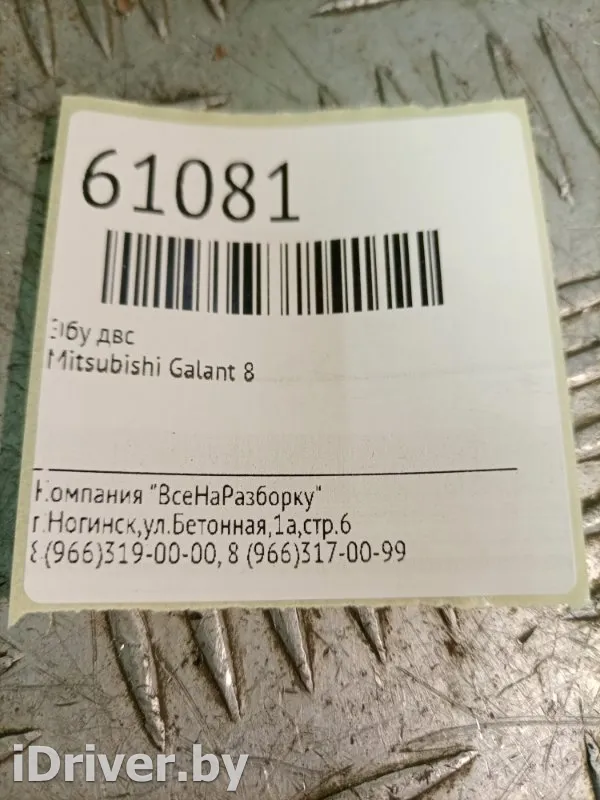 61081
Эбу двс
Mitsubishi Galant 8
Компания "ВсеНаРазборку"
г.Ногинск,ул.Бетонная,1а,стр.6
8(966)319-00-00, 8 (966)317-00-99
iDriver.by